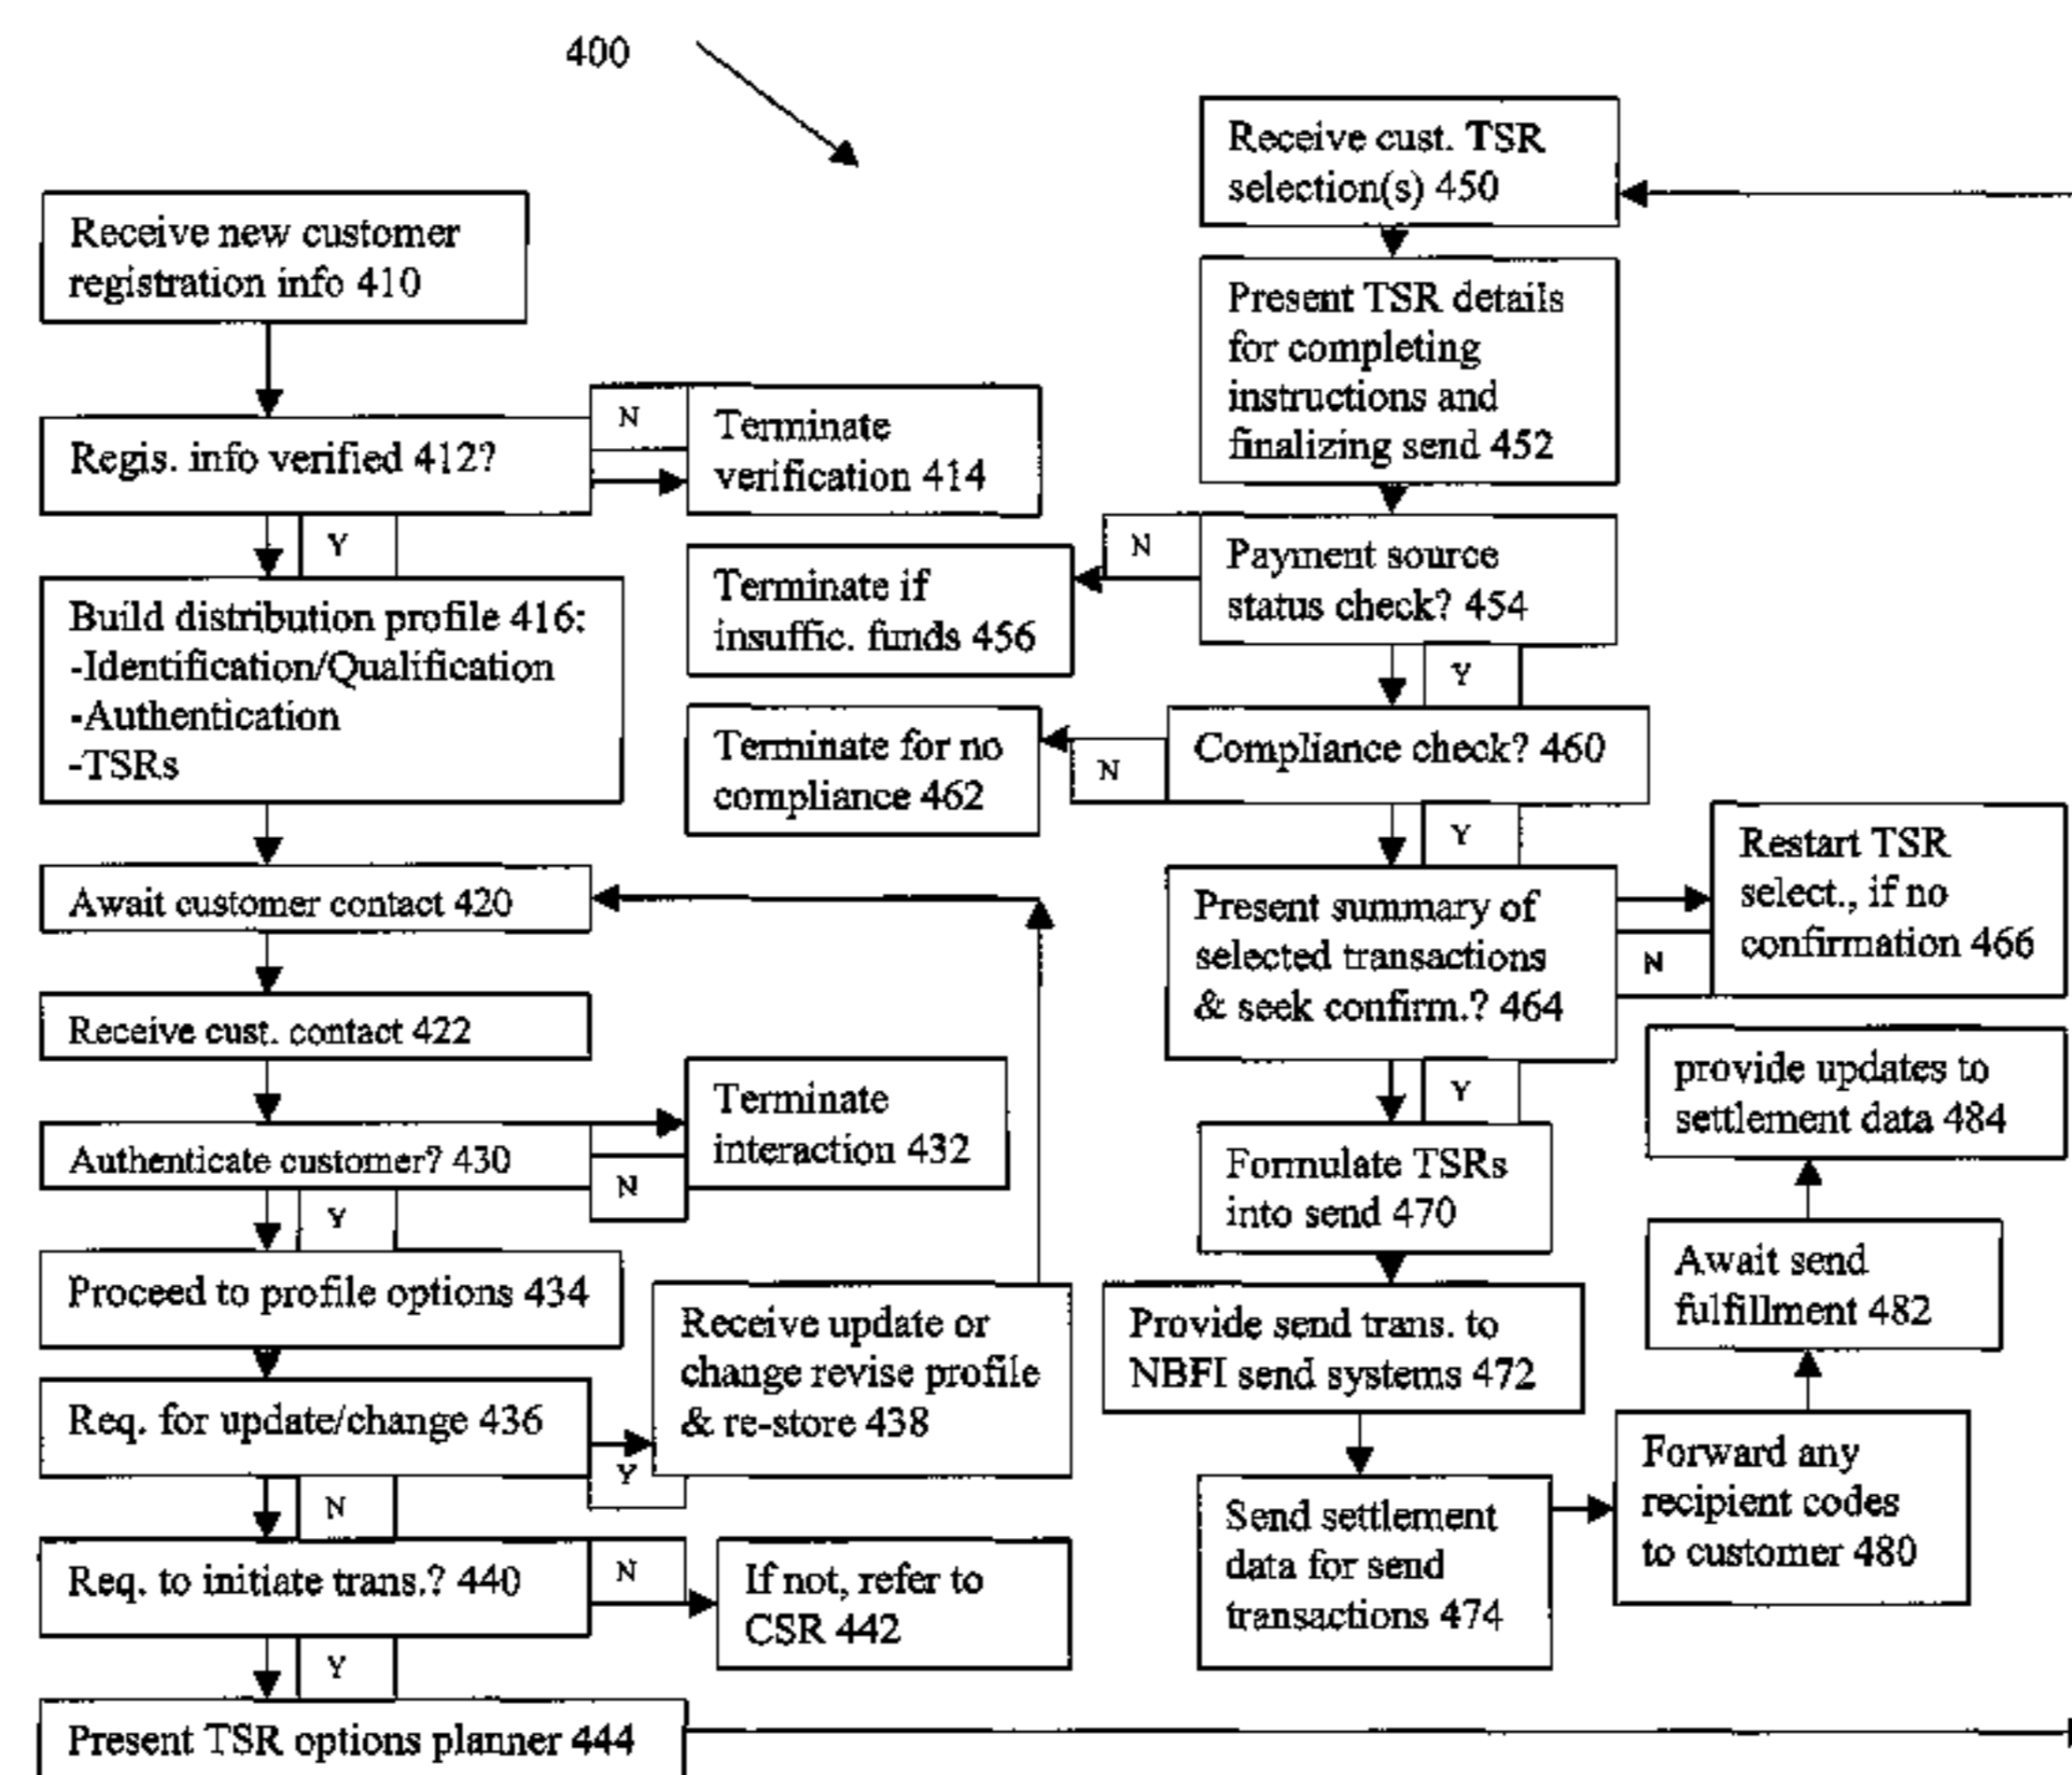 400
Receive new customer
registration info 410
Regis. info verified 412?
N
Terminate
verification 414
Y
Build distribution profile 416:
-Identification/Qualification
-Authentication
-TSRs
Await customer contact 420
Receive cust. contact 422
Authenticate customer? 430
Terminate
interaction 432
N
Y
Proceed to profile options 434
Req. for update/change 436
Receive update or
change revise profile
& re-store 438
Y
N
Req. to initiate trans.? 440
N
If not, refer to
CSR 442
Y
Present TSR options planner 444
Receive cust. TSR
selection(s) 450
Present TSR details
for completing
instructions and
finalizing send 452
Payment source
status check? 454
N
Terminate if
insuffic. funds 456
Y
Compliance check? 460
N
Terminate for no
compliance 462
Y
Present summary of
selected transactions
& seek confirm.? 464
Restart TSR
select., if no
confirmation 466
N
Y
Formulate TSRs
into send 470
Provide send trans. to
NBFI send systems 472
Send settlement
data for send
transactions 474
Forward any
recipient codes
to customer 480
Await send
fulfillment 482
provide updates to
settlement data 484